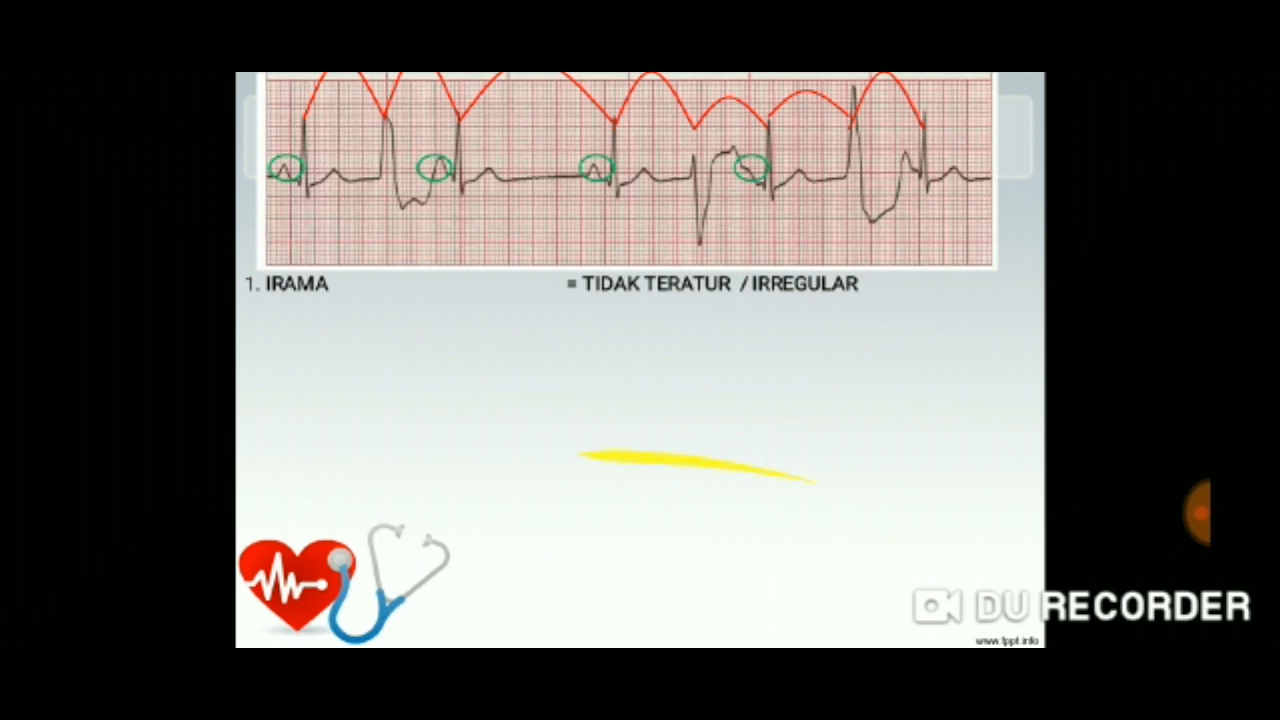 1. IRAMA = TIDAK TERATUR / IRREGULAR
DU RECORDER
www.fppt.info